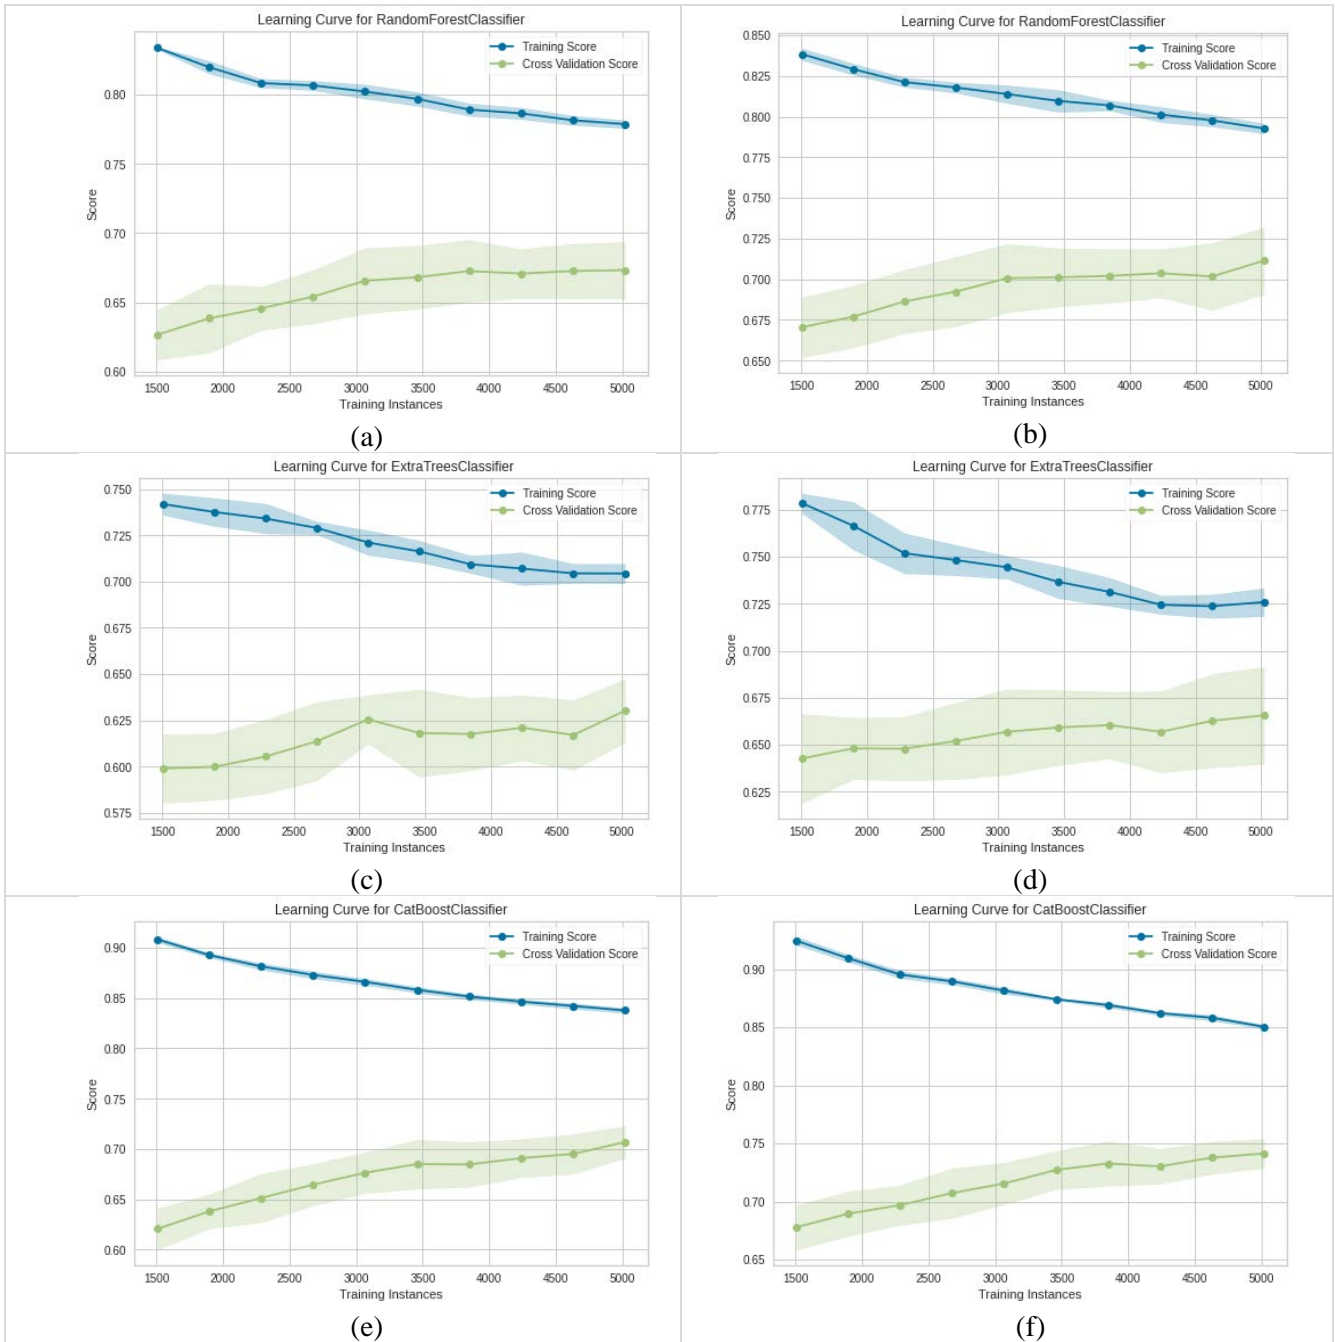 Learning Curve for RandomForestClassifier
Training Score
Cross Validation Score
0.80
0.75
0.70
0.65
0.60
Score
1500 2000 2500 3000 3500 4000 4500 5000
Training Instances
(a)
Learning Curve for RandomForestClassifier
Training Score
Cross Validation Score
0.850
0.825
0.800
0.775
0.750
0.725
0.700
0.675
0.650
Score
1500 2000 2500 3000 3500 4000 4500 5000
Training Instances
(b)
Learning Curve for ExtraTreesClassifier
Training Score
Cross Validation Score
0.750
0.725
0.700
0.675
0.650
0.625
0.600
0.575
Score
1500 2000 2500 3000 3500 4000 4500 5000
Training Instances
(c)
Learning Curve for ExtraTreesClassifier
Training Score
Cross Validation Score
0.775
0.750
0.725
0.700
0.675
0.650
0.625
Score
1500 2000 2500 3000 3500 4000 4500 5000
Training Instances
(d)
Learning Curve for CatBoostClassifier
Training Score
Cross Validation Score
0.90
0.85
0.80
0.75
0.70
0.65
0.60
Score
1500 2000 2500 3000 3500 4000 4500 5000
Training Instances
(e)
Learning Curve for CatBoostClassifier
Training Score
Cross Validation Score
0.90
0.85
0.80
0.75
0.70
0.65
Score
1500 2000 2500 3000 3500 4000 4500 5000
Training Instances
(f)